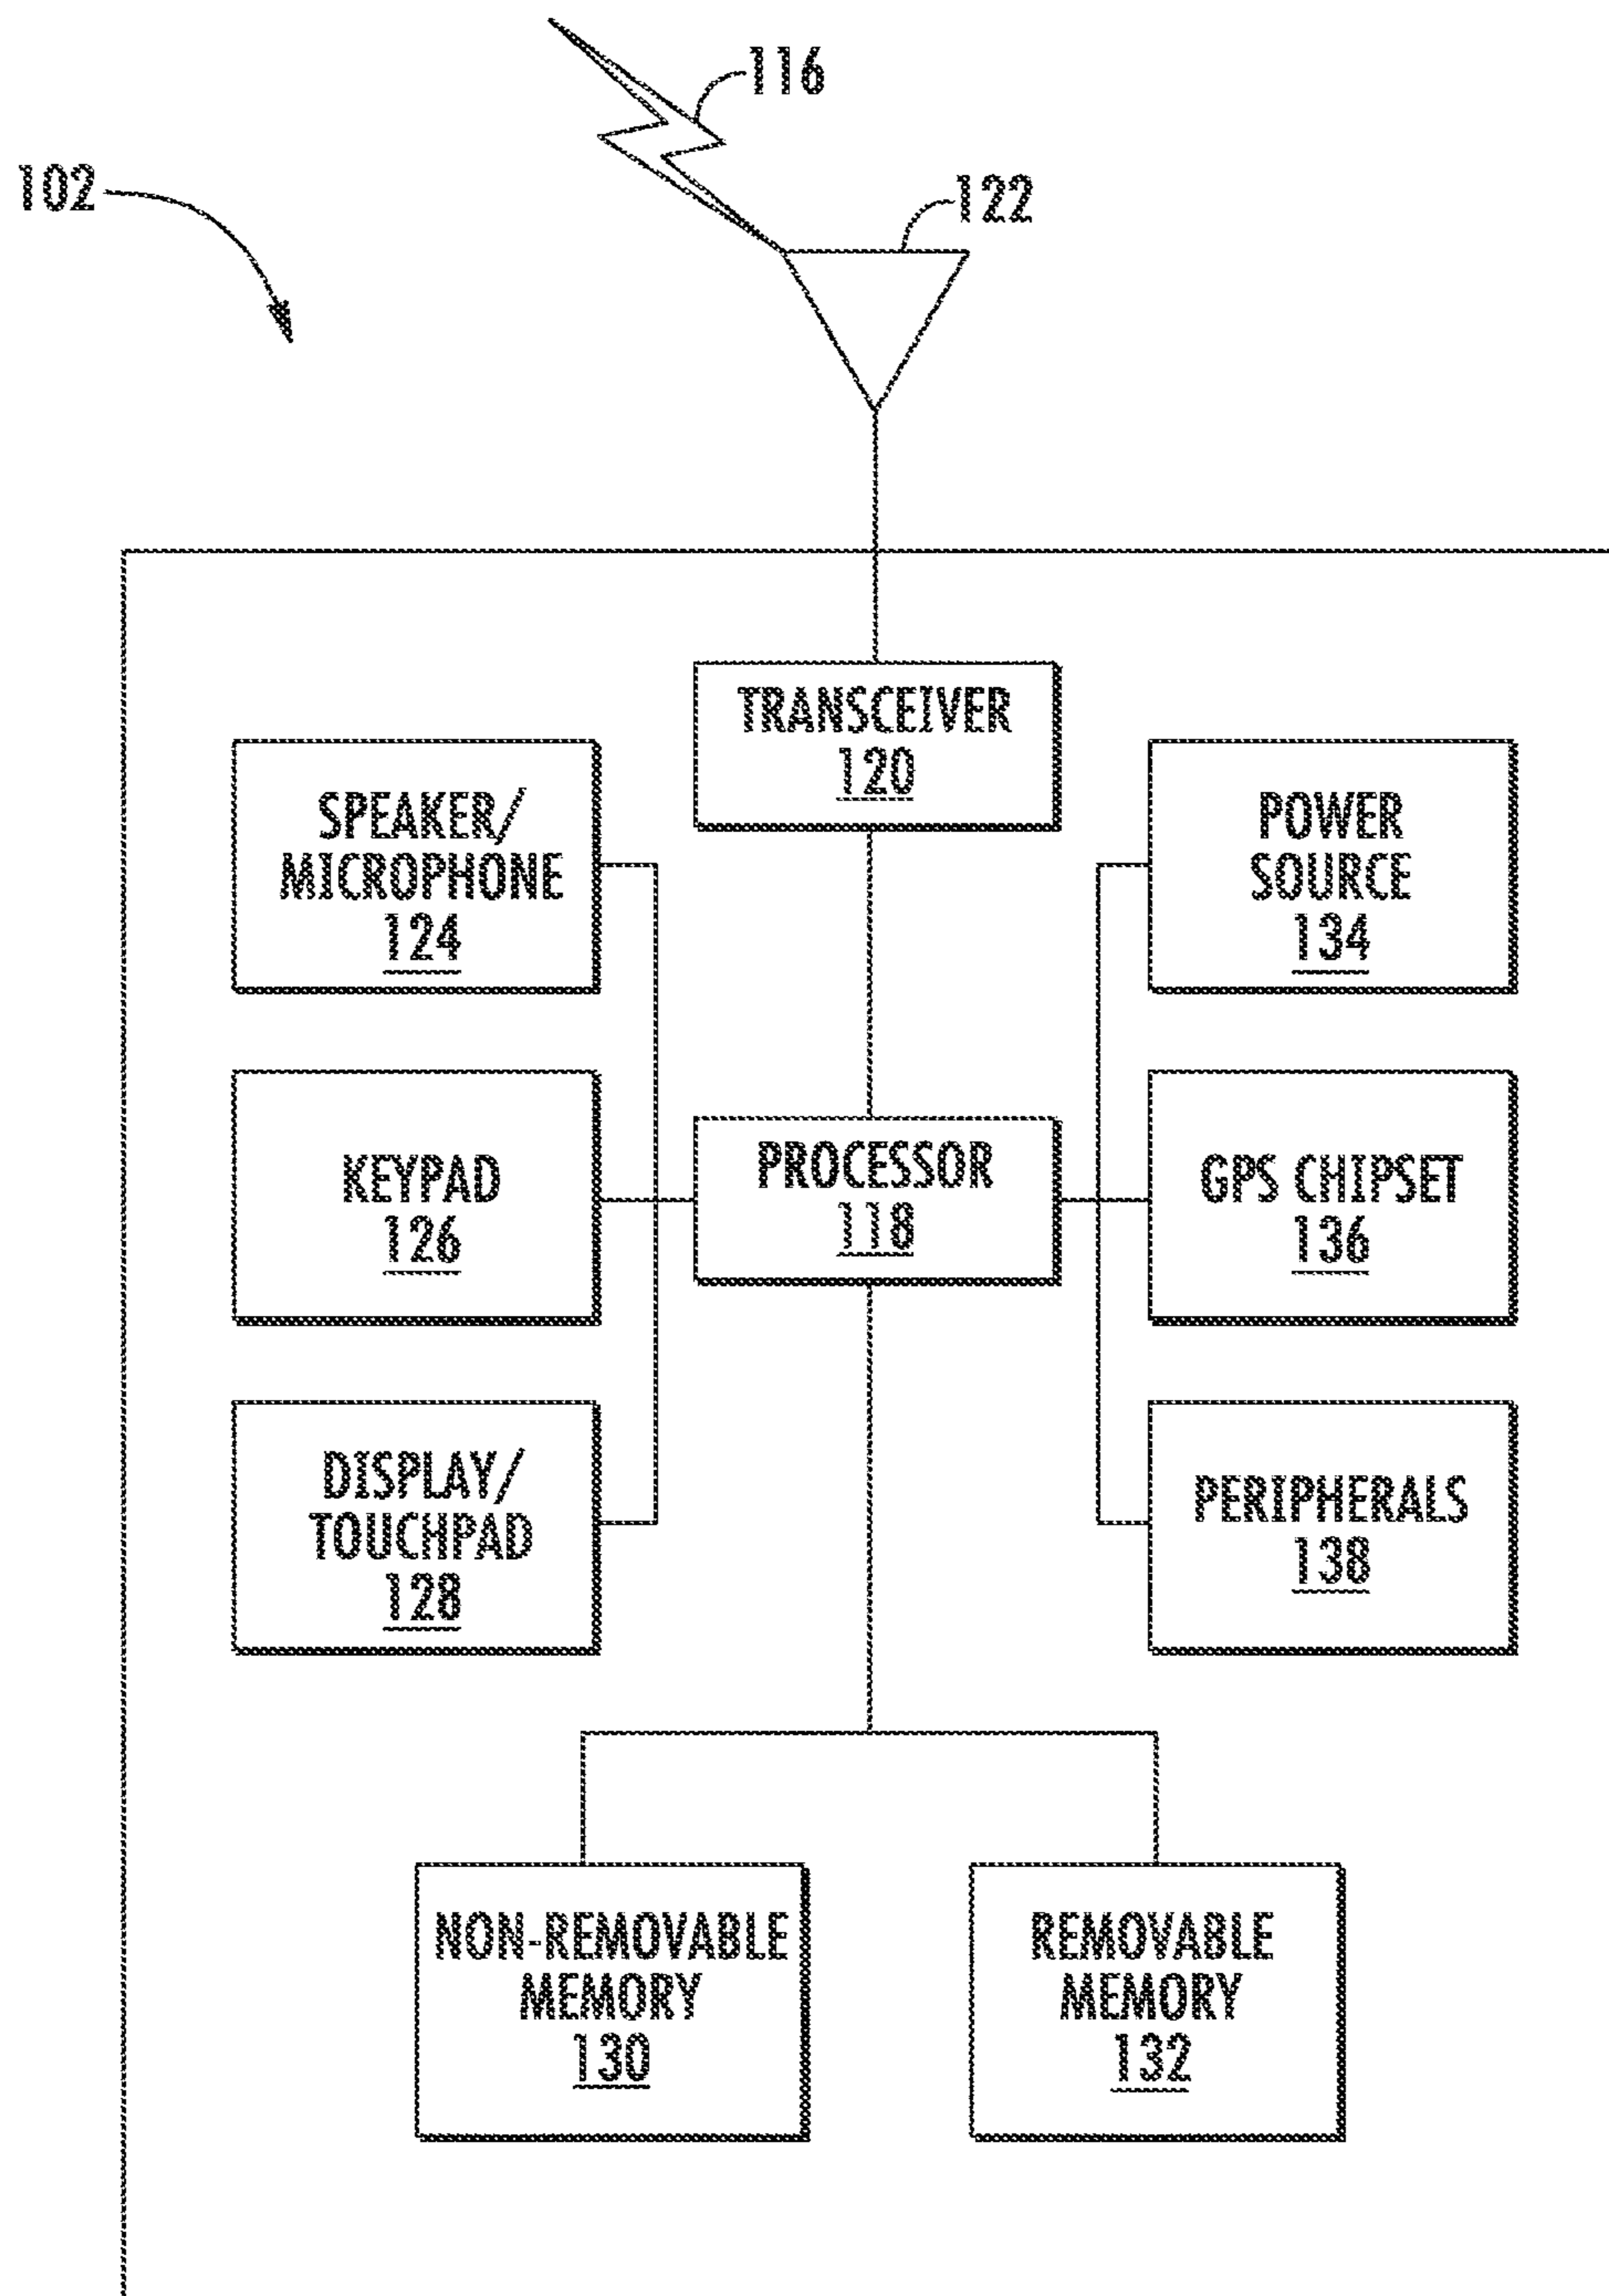 116
102
122
TRANSCEIVER
120
SPEAKER/
MICROPHONE
124
POWER
SOURCE
134
KEYPAD
126
PROCESSOR
118
GPS CHIPSET
136
DISPLAY/
TOUCHPAD
128
PERIPHERALS
138
NON-REMOVABLE
MEMORY
130
REMOVABLE
MEMORY
132